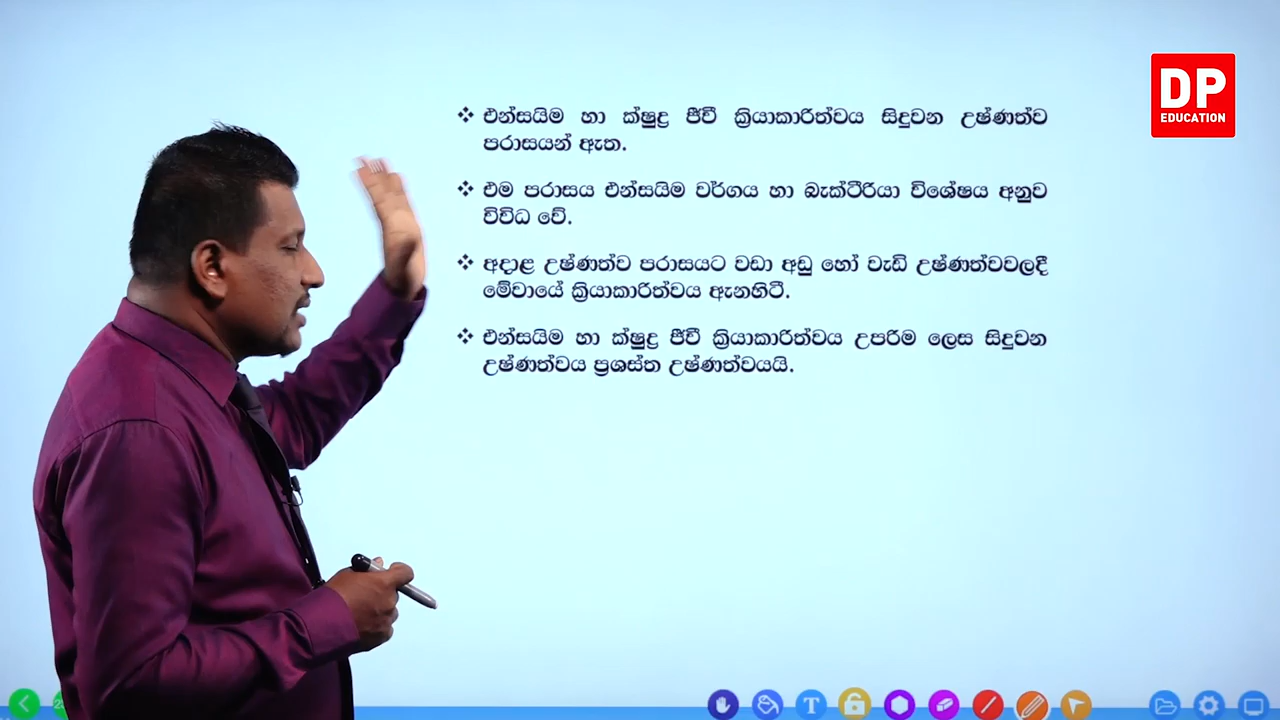 DP
EDUCATION
❖ එන්සයිම හා ක්ෂුද්‍ර ජීවී ක්‍රියාකාරීත්වය සිදුවන උෂ්ණත්ව
පරාසයන් ඇත.
❖ එම පරාසය එන්සයිම වර්ගය හා බැක්ටීරියා විශේෂය අනුව
විවිධ වේ.
❖ අදාළ උෂ්ණත්ව පරාසයට වඩා අඩු හෝ වැඩි උෂ්ණත්වවලදී
මේවායේ ක්‍රියාකාරීත්වය ඇනහිටී.
❖ එන්සයිම හා ක්ෂුද්‍ර ජීවී ක්‍රියාකාරීත්වය උපරිම ලෙස සිදුවන
උෂ්ණත්වය ප්‍රශස්ත උෂ්ණත්වයයි.
T